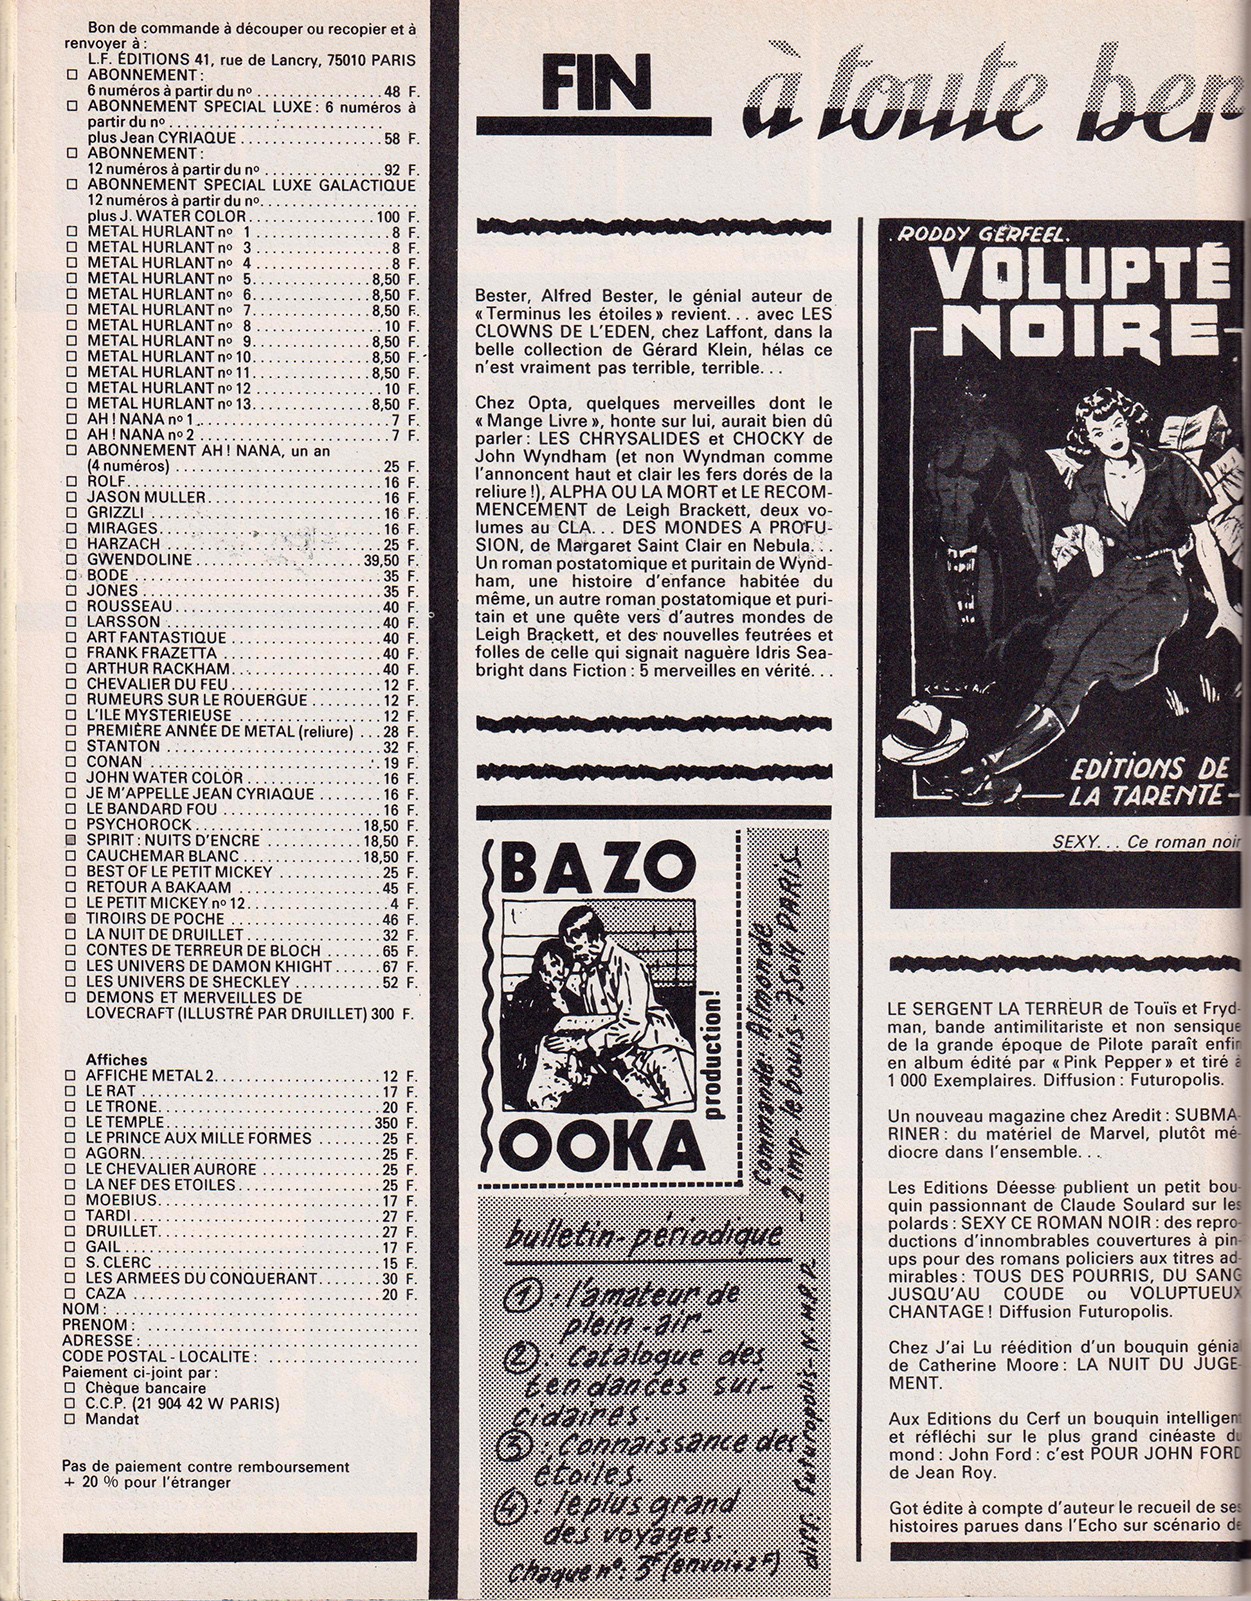 Bon de commande à découper ou recopier et à
renvoyer à :
L.F. ÉDITIONS 41, rue de Lancry, 75010 PARIS
ABONNEMENT :
6 numéros à partir du nº ................48 F.
ABONNEMENT SPECIAL LUXE : 6 numéros à
partir du nº............................
plus Jean CYRIAQUE ..................58 F.
ABONNEMENT :
12 numéros à partir du nº ...............92 F.
ABONNEMENT SPECIAL LUXE GALACTIQUE
12 numéros à partir du nº..................
plus J. WATER COLOR................100 F.
METAL HURLANT nº 1 ................8 F.
METAL HURLANT nº 3 ................8 F.
METAL HURLANT nº 4 ................8 F.
METAL HURLANT nº 5...............8,50 F.
METAL HURLANT nº 6...............8,50 F.
METAL HURLANT nº 7...............8,50 F.
METAL HURLANT nº 8 ...............10 F.
METAL HURLANT nº 9...............8,50 F.
METAL HURLANT nº 10..............8,50 F.
METAL HURLANT nº 11..............8,50 F.
METAL HURLANT nº 12 ...............10 F.
METAL HURLANT nº 13..............8,50 F.
AH ! NANA nº 1 .......................7 F.
AH ! NANA nº 2 .......................7 F.
ABONNEMENT AH ! NANA, un an
(4 numéros) ..........................25 F.
ROLF.................................16 F.
JASON MULLER.......................16 F.
GRIZZLI ..............................16 F.
MIRAGES.............................16 F.
HARZACH ............................25 F.
GWENDOLINE ......................39,50 F.
BODE ................................35 F.
JONES ...............................35 F.
ROUSSEAU...........................40 F.
LARSSON ............................40 F.
ART FANTASTIQUE ...................40 F.
FRANK FRAZETTA ....................40 F.
ARTHUR RACKHAM...................40 F.
CHEVALIER DU FEU...................12 F.
RUMEURS SUR LE ROUERGUE .........12 F.
L'ILE MYSTERIEUSE ...................12 F.
PREMIÈRE ANNÉE DE METAL (reliure) ...28 F.
STANTON ............................32 F.
CONAN ..............................19 F.
JOHN WATER COLOR .................16 F.
JE M'APPELLE JEAN CYRIAQUE ........16 F.
LE BANDARD FOU ....................16 F.
PSYCHOROCK......................18,50 F.
SPIRIT : NUITS D'ENCRE .............18,50 F.
CAUCHEMAR BLANC ................18,50 F.
BEST OF LE PETIT MICKEY .............25 F.
RETOUR A BAKAAM ..................45 F.
LE PETIT MICKEY nº 12.................4 F.
TIROIRS DE POCHE ...................46 F.
LA NUIT DE DRUILLET .................32 F.
CONTES DE TERREUR DE BLOCH .......65 F.
LES UNIVERS DE DAMON KHIGHT......67 F.
LES UNIVERS DE SHECKLEY ...........52 F.
DEMONS ET MERVEILLES DE
LOVECRAFT (ILLUSTRÉ PAR DRUILLET) 300 F.
Affiches
AFFICHE METAL 2.....................12 F.
LE RAT ...............................17 F.
LE TRONE.............................20 F.
LE TEMPLE...........................350 F.
LE PRINCE AUX MILLE FORMES ........25 F.
AGORN...............................25 F.
LE CHEVALIER AURORE ...............25 F.
LA NEF DES ETOILES ..................25 F.
MOEBIUS.............................17 F.
TARDI ...............................27 F.
DRUILLET.............................27 F.
GAIL .................................17 F.
S. CLERC .............................15 F.
LES ARMEES DU CONQUERANT.........30 F.
CAZA ................................20 F.
NOM : ..................................
PRENOM : ..............................
ADRESSE : ..............................
CODE POSTAL - LOCALITE : ..................
Paiement ci-joint par :
Chèque bancaire
C.C.P. (21 904 42 W PARIS)
Mandat
Pas de paiement contre remboursement
+ 20 % pour l'étranger
FIN
à toute ber
Bester, Alfred Bester, le génial auteur de
« Terminus les étoiles » revient. . . avec LES
CLOWNS DE L'EDEN, chez Laffont, dans la
belle collection de Gérard Klein, hélas ce
n'est vraiment pas terrible, terrible. . .
Chez Opta, quelques merveilles dont le
« Mange Livre », honte sur lui, aurait bien dû
parler : LES CHRYSALIDES et CHOCKY de
John Wyndham (et non Wyndman comme
l'annoncent haut et clair les fers dorés de la
reliure !), ALPHA OU LA MORT et LE RECOM-
MENCEMENT de Leigh Brackett, deux vo-
lumes au CLA. . . DES MONDES A PROFU-
SION, de Margaret Saint Clair en Nebula. . .
Un roman postatomique et puritain de Wynd-
ham, une histoire d'enfance habitée du
même, un autre roman postatomique et puri-
tain et une quête vers d'autres mondes de
Leigh Brackett, et des nouvelles feutrées et
folles de celle qui signait naguère Idris Sea-
bright dans Fiction : 5 merveilles en vérité. . .
BAZO
OOKA
production!
commande Almonde
2 imp. lebouis - 75014 PARIS
diff. Futuropolis - N.M.P.P.
bulletin-périodique
1 : l'amateur de
plein-air.
2 : catalogue des
tendances sui-
cidaires.
3 connaissance des
étoiles.
4 : le plus grand
des voyages.
chaque nº: 3F (envoi+2F)
RODDY GERFEEL.
VOLUPTÉ
NOIRE
EDITIONS DE
LA TARENTE
SEXY. . . Ce roman noir
LE SERGENT LA TERREUR de Touïs et Fryd-
man, bande antimilitariste et non sensique
de la grande époque de Pilote paraît enfin
en album édité par « Pink Pepper » et tiré à
1 000 Exemplaires. Diffusion : Futuropolis.
Un nouveau magazine chez Aredit : SUBMA-
RINER : du matériel de Marvel, plutôt mé-
diocre dans l'ensemble. . .
Les Editions Déesse publient un petit bou-
quin passionnant de Claude Soulard sur les
polards : SEXY CE ROMAN NOIR : des repro-
ductions d'innombrables couvertures à pin-
ups pour des romans policiers aux titres ad-
mirables : TOUS DES POURRIS, DU SANG
JUSQU'AU COUDE ou VOLUPTUEUX
CHANTAGE ! Diffusion Futuropolis.
Chez J'ai Lu réédition d'un bouquin génial
de Catherine Moore : LA NUIT DU JUGE-
MENT.
Aux Editions du Cerf un bouquin intelligent
et réfléchi sur le plus grand cinéaste du
mond : John Ford : c'est POUR JOHN FORD
de Jean Roy.
Got édite à compte d'auteur le recueil de ses
histoires parues dans l'Echo sur scénario de